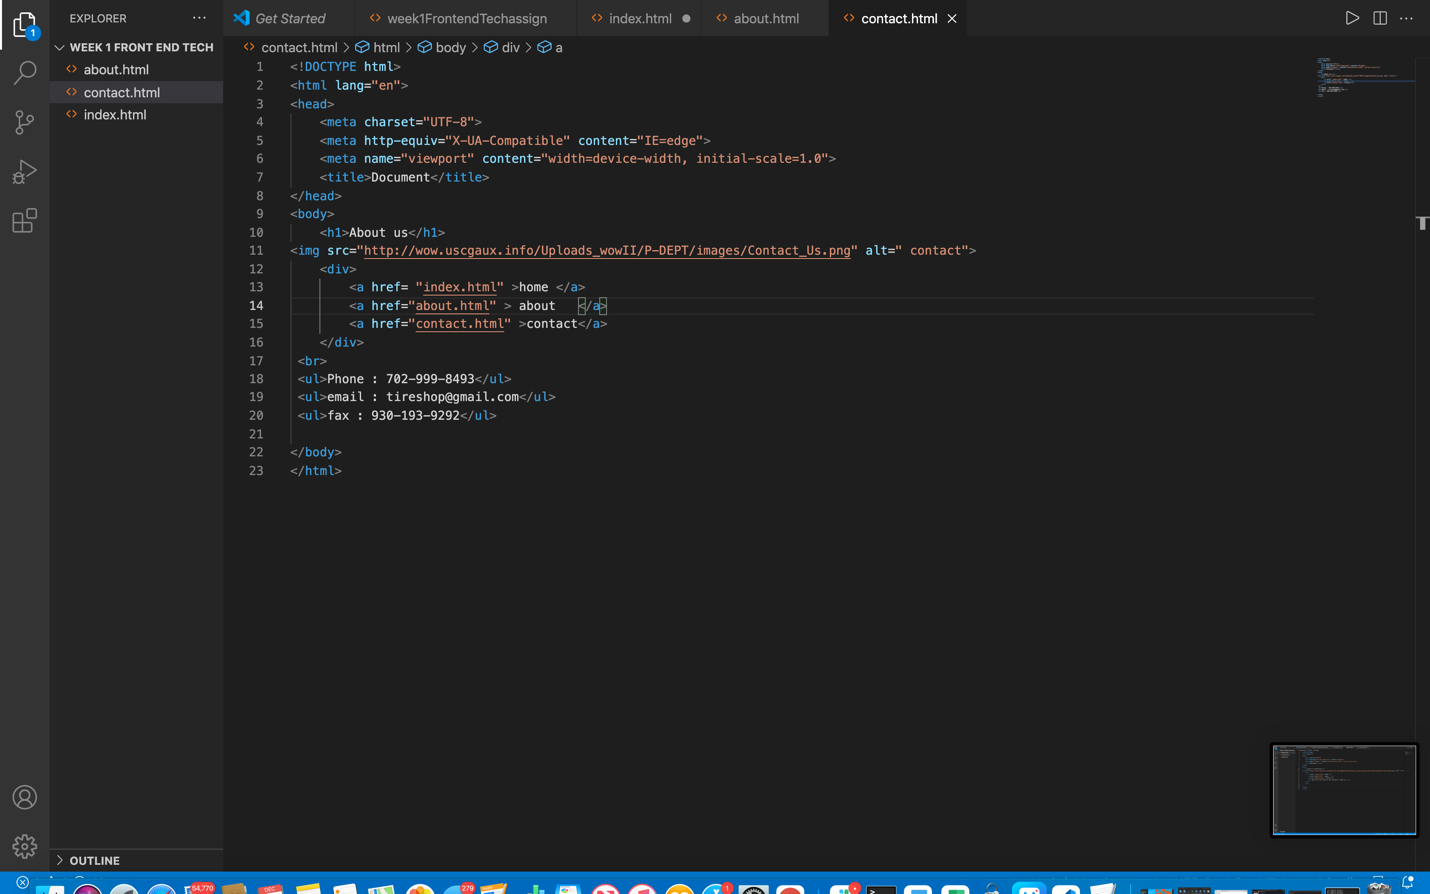 EXPLORER
Get Started
week1FrontendTechassign
index.html
about.html
contact.html
1
WEEK 1 FRONT END TECH
about.html
contact.html
index.html
contact.html > html > body > div > a
1 <!DOCTYPE html>
2 <html lang="en">
3 <head>
4 <meta charset="UTF-8">
5 <meta http-equiv="X-UA-Compatible" content="IE=edge">
6 <meta name="viewport" content="width=device-width, initial-scale=1.0">
7 <title>Document</title>
8 </head>
9 <body>
10 <h1>About us</h1>
11 <img src="http://wow.uscgaux.info/Uploads_wowII/P-DEPT/images/Contact_Us.png" alt=" contact">
12 <div>
13 <a href= "index.html" >home </a>
14 <a href="about.html" > about   </a>
15 <a href="contact.html" >contact</a>
16 </div>
17 <br>
18 <ul>Phone : 702-999-8493</ul>
19 <ul>email : tireshop@gmail.com</ul>
20 <ul>fax : 930-193-9292</ul>
21
22 </body>
23 </html>
T
OUTLINE
54,770
DEC
279
1